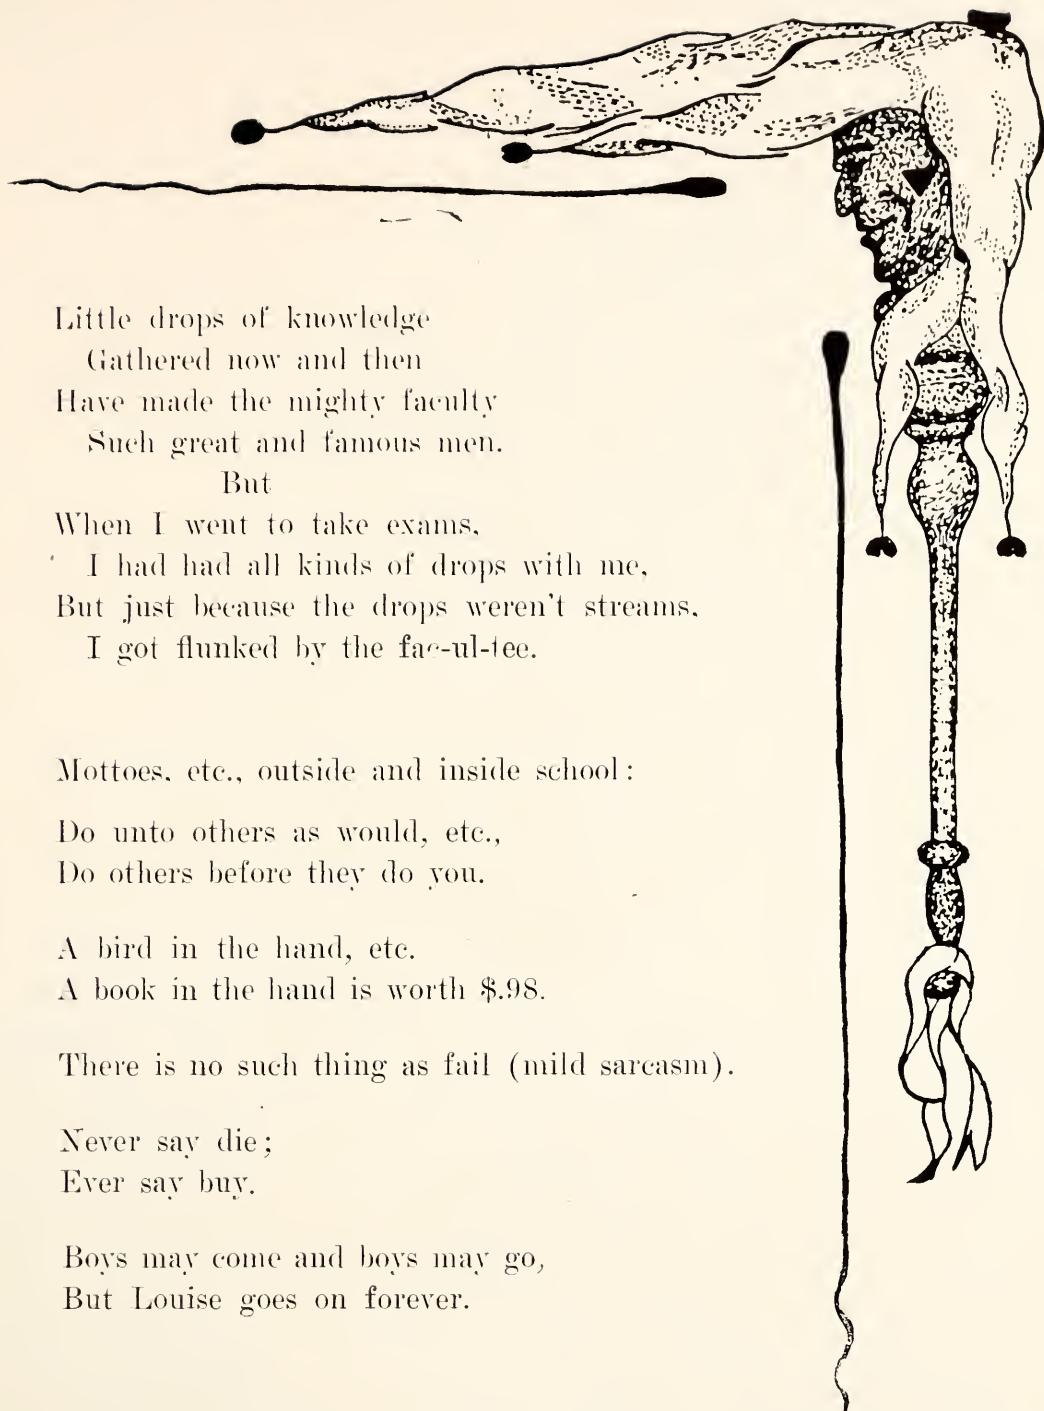 Little drops of knowledge
Gathered now and then
Have made the mighty faculty
Such great and famous men.
But
When I went to take exams,
I had had all kinds of drops with me,
But just because the drops weren't streams,
I got flunked by the fac-ul-tee.
Mottoes, etc., outside and inside school:
Do unto others as would, etc.,
Do others before they do you.
A bird in the hand, etc.
A book in the hand is worth $.98.
There is no such thing as fail (mild sarcasm).
Never say die;
Ever say buy.
Boys may come and boys may go,
But Louise goes on forever.